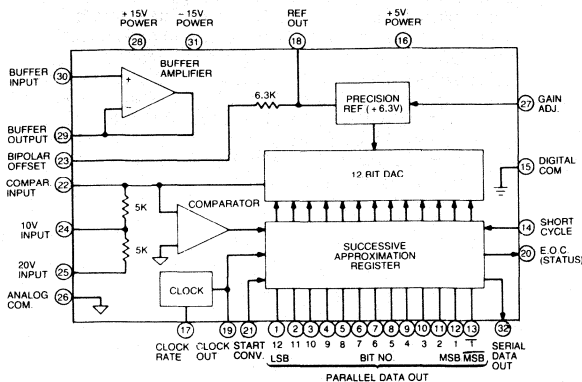 + 15V POWER
28
- 15V POWER
31
REF OUT
18
+ 5V POWER
16
BUFFER INPUT
30
BUFFER AMPLIFIER
+
−
6.3K
PRECISION REF (+ 6.3V)
27
GAIN ADJ.
BUFFER OUTPUT
29
BIPOLAR OFFSET
23
COMPAR. INPUT
22
12 BIT DAC
15
DIGITAL COM
5K
COMPARATOR
10V INPUT
24
5K
SUCCESSIVE APPROXIMATION REGISTER
14
SHORT CYCLE
20
E.O.C. (STATUS)
20V INPUT
25
ANALOG COM.
26
CLOCK
17
19
21
1 2 3 4 5 6 7 8 9 10 11 12 13
32
CLOCK RATE
CLOCK OUT
START CONV.
12 11 10 9 8 7 6 5 4 3 2 1 1
LSB
BIT NO.
MSB
MSB
SERIAL DATA OUT
PARALLEL DATA OUT